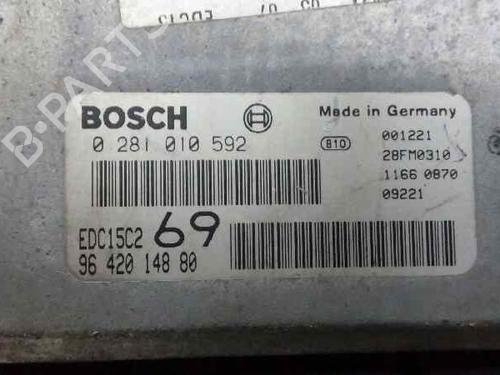 B-PARTS
BOSCH
Made in Germany
0 281 010 592
810
001221
28FM0310
1166 0870
09221
EDC15C2 69
96 420 148 80